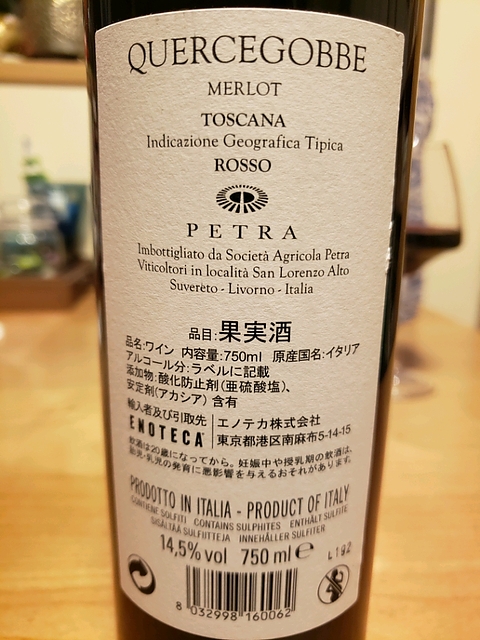 QUERCEGOBBE
MERLOT
TOSCANA
Indicazione Geografica Tipica
ROSSO
PETRA
Imbottigliato da Società Agricola Petra
Viticoltori in località San Lorenzo Alto
Suvereto - Livorno - Italia
品目:果実酒
品名:ワイン 内容量:750ml 原産国名:イタリア
アルコール分:ラベルに記載
添加物:酸化防止剤(亜硫酸塩)、
安定剤(アカシア) 含有
輸入者及び引取先 エノテカ株式会社
ENOTECA 東京都港区南麻布5-14-15
飲酒は20歳になってから。妊娠中や授乳期の飲酒は、
胎児・乳児の発育に悪影響を与えるおそれがあります。
PRODOTTO IN ITALIA - PRODUCT OF ITALY
CONTIENE SOLFITI CONTAINS SULPHITES ENTHÄLT SULFITE
SISÄLTÄÄ SULFIITTEJA INNEHÅLLER SULFITER
14,5% vol 750 ml e L192
8 032998 160062